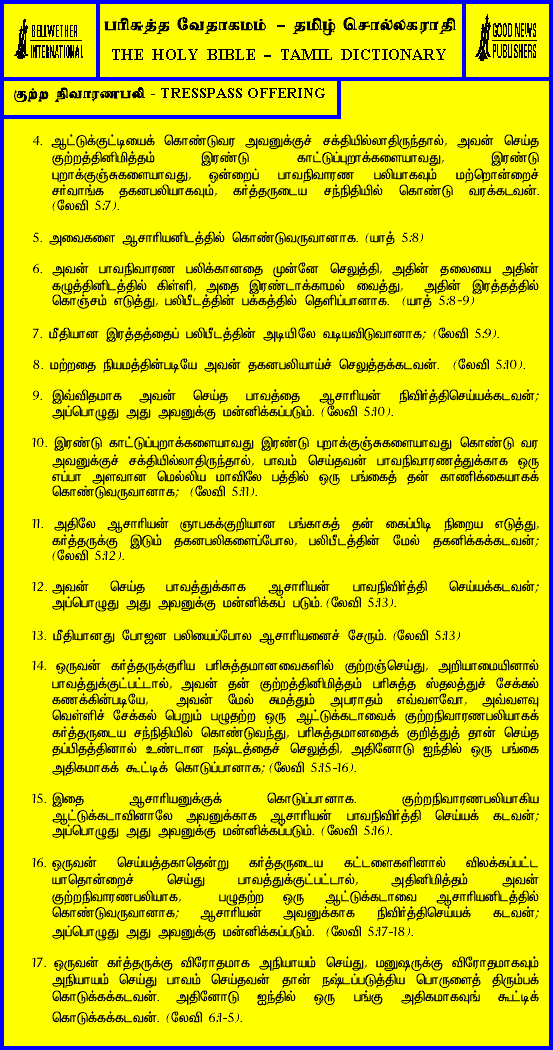 BELLWETHER
INTERNATIONAL
பரிசுத்த வேதாகமம் – தமிழ் சொல்லகராதி
THE HOLY BIBLE – TAMIL DICTIONARY
GOOD NEWS
PUBLISHERS
குற்ற நிவாரணபலி - TRESSPASS OFFERING
4. ஆட்டுக்குட்டியைக் கொண்டுவர அவனுக்குச் சக்தியில்லாதிருந்தால், அவன் செய்த
குற்றத்தினிமித்தம் இரண்டு காட்டுப்புறாக்களையாவது, இரண்டு
புறாக்குஞ்சுகளையாவது, ஒன்றைப் பாவநிவாரண பலியாகவும் மற்றொன்றைச்
சர்வாங்க தகனபலியாகவும், கர்த்தருடைய சந்நிதியில் கொண்டு வரக்கடவன்.
(லேவி 5:7).
5. அவைகளை ஆசாரியனிடத்தில் கொண்டுவருவானாக. (யாத் 5:8)
6. அவன் பாவநிவாரண பலிக்கானதை முன்னே செலுத்தி, அதின் தலையை அதின்
கழுத்தினிடத்தில் கிள்ளி, அதை இரண்டாக்காமல் வைத்து, அதின் இரத்தத்தில்
கொஞ்சம் எடுத்து, பலிபீடத்தின் பக்கத்தில் தெளிப்பானாக. (யாத் 5:8-9)
7. மீதியான இரத்தத்தைப் பலிபீடத்தின் அடியிலே வடியவிடுவானாக; (லேவி 5:9).
8. மற்றதை நியமத்தின்படியே அவன் தகனபலியாய்ச் செலுத்தக்கடவன். (லேவி 5:10).
9. இவ்விதமாக அவன் செய்த பாவத்தை ஆசாரியன் நிவிர்த்திசெய்யக்கடவன்;
அப்பொழுது அது அவனுக்கு மன்னிக்கப்படும். (லேவி 5:10).
10. இரண்டு காட்டுப்புறாக்களையாவது இரண்டு புறாக்குஞ்சுகளையாவது கொண்டு வர
அவனுக்குச் சக்தியில்லாதிருந்தால், பாவம் செய்தவன் பாவநிவாரணத்துக்காக ஒரு
எப்பா அளவான மெல்லிய மாவிலே பத்தில் ஒரு பங்கைத் தன் காணிக்கையாகக்
கொண்டுவருவானாக; (லேவி 5:11).
11. அதிலே ஆசாரியன் ஞாபகக்குறியான பங்காகத் தன் கைப்பிடி நிறைய எடுத்து,
கர்த்தருக்கு இடும் தகனபலிகளைப்போல, பலிபீடத்தின் மேல் தகனிக்கக்கடவன்;
(லேவி 5:12).
12. அவன் செய்த பாவத்துக்காக ஆசாரியன் பாவநிவிர்த்தி செய்யக்கடவன்;
அப்பொழுது அது அவனுக்கு மன்னிக்கப் படும். (லேவி 5:13).
13. மீதியானது போஜன பலியைப்போல ஆசாரியனைச் சேரும். (லேவி 5:13)
14. ஒருவன் கர்த்தருக்குரிய பரிசுத்தமானவைகளில் குற்றஞ்செய்து, அறியாமையினால்
பாவத்துக்குட்பட்டால், அவன் தன் குற்றத்தினிமித்தம் பரிசுத்த ஸ்தலத்துச் சேக்கல்
கணக்கின்படியே, அவன் மேல் சுமத்தும் அபராதம் எவ்வளவோ, அவ்வளவு
வெள்ளிச் சேக்கல் பெறும் பழுதற்ற ஒரு ஆட்டுக்கடாவைக் குற்றநிவாரணபலியாகக்
கர்த்தருடைய சந்நிதியில் கொண்டுவந்து, பரிசுத்தமானதைக் குறித்துத் தான் செய்த
தப்பிதத்தினால் உண்டான நஷ்டத்தைச் செலுத்தி, அதினோடு ஐந்தில் ஒரு பங்கை
அதிகமாகக் கூட்டிக் கொடுப்பானாக; (லேவி 5:15-16).
15. இதை ஆசாரியனுக்குக் கொடுப்பானாக. குற்றநிவாரணபலியாகிய
ஆட்டுக்கடாவினாலே அவனுக்காக ஆசாரியன் பாவநிவிர்த்தி செய்யக் கடவன்;
அப்பொழுது அது அவனுக்கு மன்னிக்கப்படும். (லேவி 5:16).
16. ஒருவன் செய்யத்தகாதென்று கர்த்தருடைய கட்டளைகளினால் விலக்கப்பட்ட
யாதொன்றைச் செய்து பாவத்துக்குட்பட்டால், அதினிமித்தம் அவன்
குற்றநிவாரணபலியாக, பழுதற்ற ஒரு ஆட்டுக்கடாவை ஆசாரியனிடத்தில்
கொண்டுவருவானாக; ஆசாரியன் அவனுக்காக நிவிர்த்திசெய்யக் கடவன்;
அப்பொழுது அது அவனுக்கு மன்னிக்கப்படும். (லேவி 5:17-18).
17. ஒருவன் கர்த்தருக்கு விரோதமாக அநியாயம் செய்து, மனுஷருக்கு விரோதமாகவும்
அநியாயம் செய்து பாவம் செய்தவன் தான் நஷ்டப்படுத்திய பொருளைத் திரும்பக்
கொடுக்கக்கடவன். அதினோடு ஐந்தில் ஒரு பங்கு அதிகமாகவுங் கூட்டிக்
கொடுக்கக்கடவன். (லேவி 6:1-5).